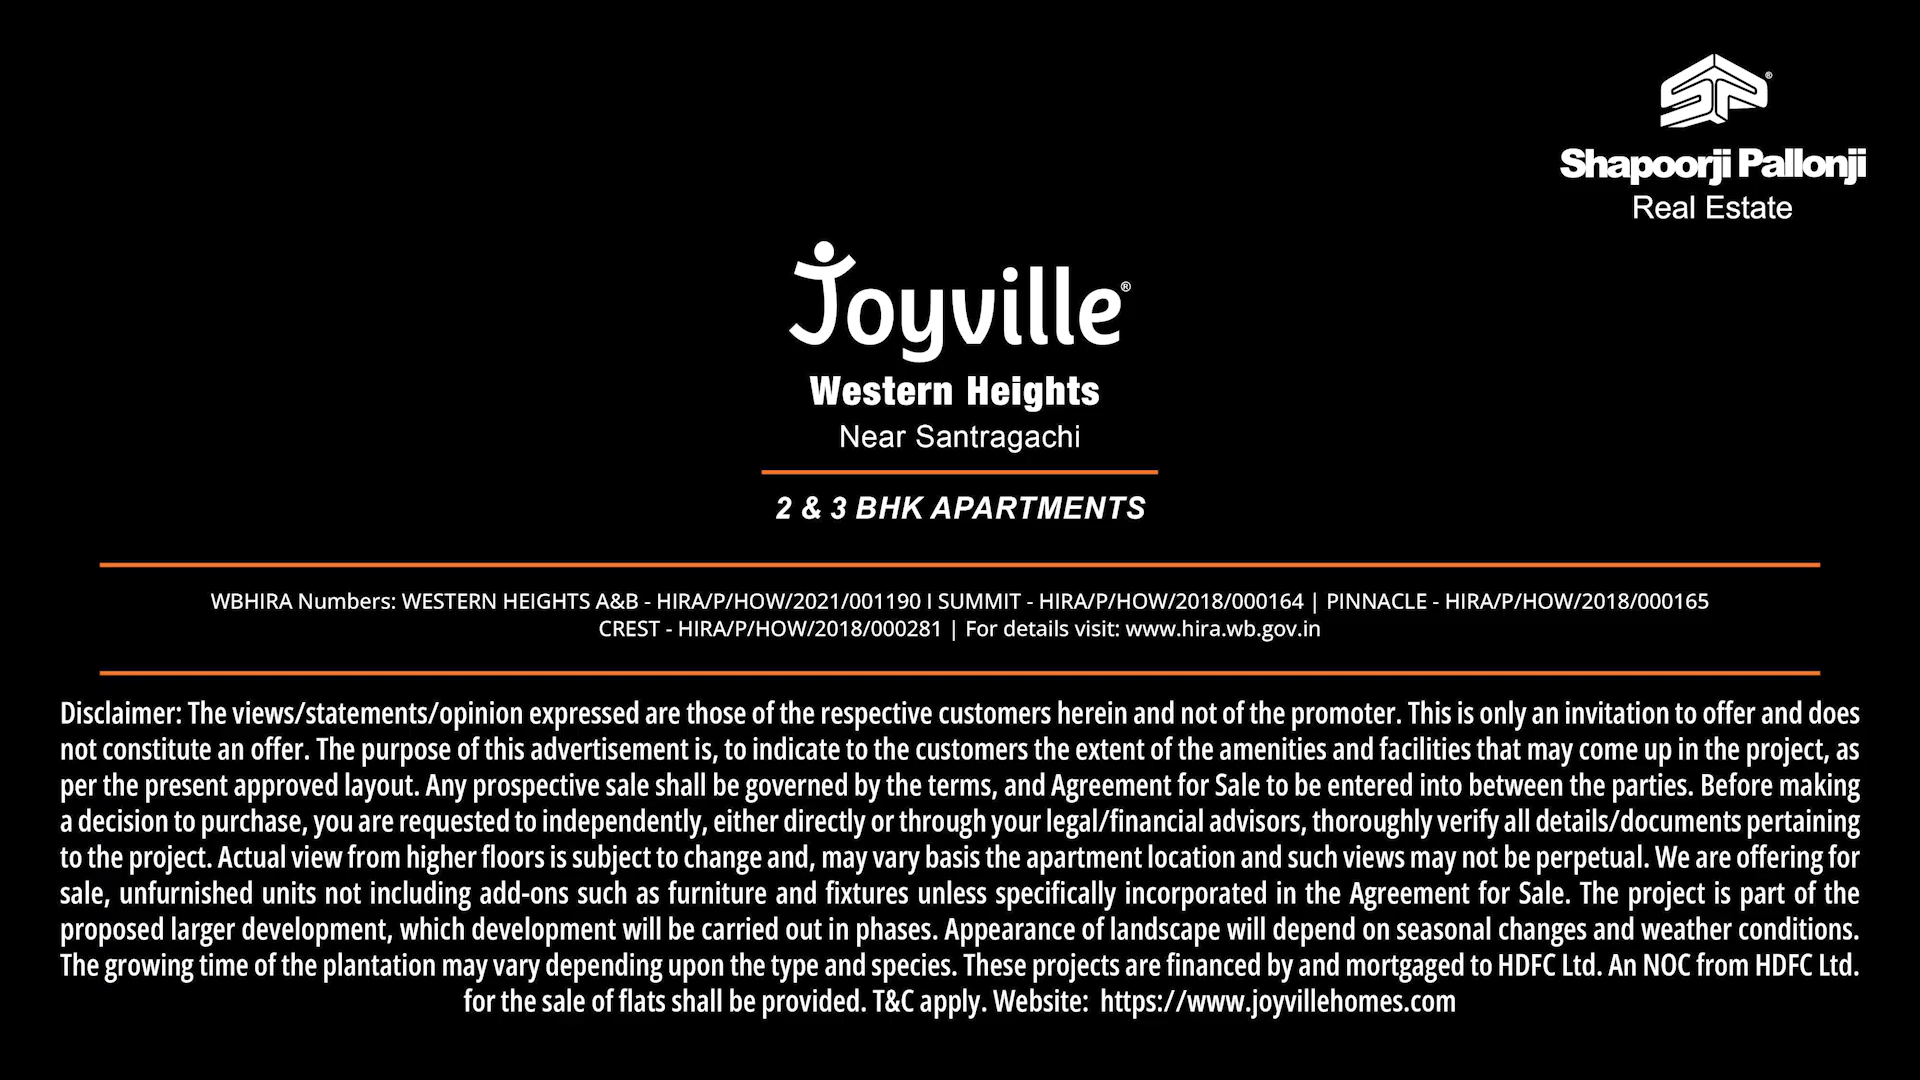 SP®
Shapoorji Pallonji
Real Estate
Joyville®
Western Heights
Near Santragachi
2 & 3 BHK APARTMENTS
WBHIRA Numbers: WESTERN HEIGHTS A&B - HIRA/P/HOW/2021/001190 I SUMMIT - HIRA/P/HOW/2018/000164 | PINNACLE - HIRA/P/HOW/2018/000165
CREST - HIRA/P/HOW/2018/000281 | For details visit: www.hira.wb.gov.in
Disclaimer: The views/statements/opinion expressed are those of the respective customers herein and not of the promoter. This is only an invitation to offer and does
not constitute an offer. The purpose of this advertisement is, to indicate to the customers the extent of the amenities and facilities that may come up in the project, as
per the present approved layout. Any prospective sale shall be governed by the terms, and Agreement for Sale to be entered into between the parties. Before making
a decision to purchase, you are requested to independently, either directly or through your legal/financial advisors, thoroughly verify all details/documents pertaining
to the project. Actual view from higher floors is subject to change and, may vary basis the apartment location and such views may not be perpetual. We are offering for
sale, unfurnished units not including add-ons such as furniture and fixtures unless specifically incorporated in the Agreement for Sale. The project is part of the
proposed larger development, which development will be carried out in phases. Appearance of landscape will depend on seasonal changes and weather conditions.
The growing time of the plantation may vary depending upon the type and species. These projects are financed by and mortgaged to HDFC Ltd. An NOC from HDFC Ltd.
for the sale of flats shall be provided. T&C apply. Website: https://www.joyvillehomes.com